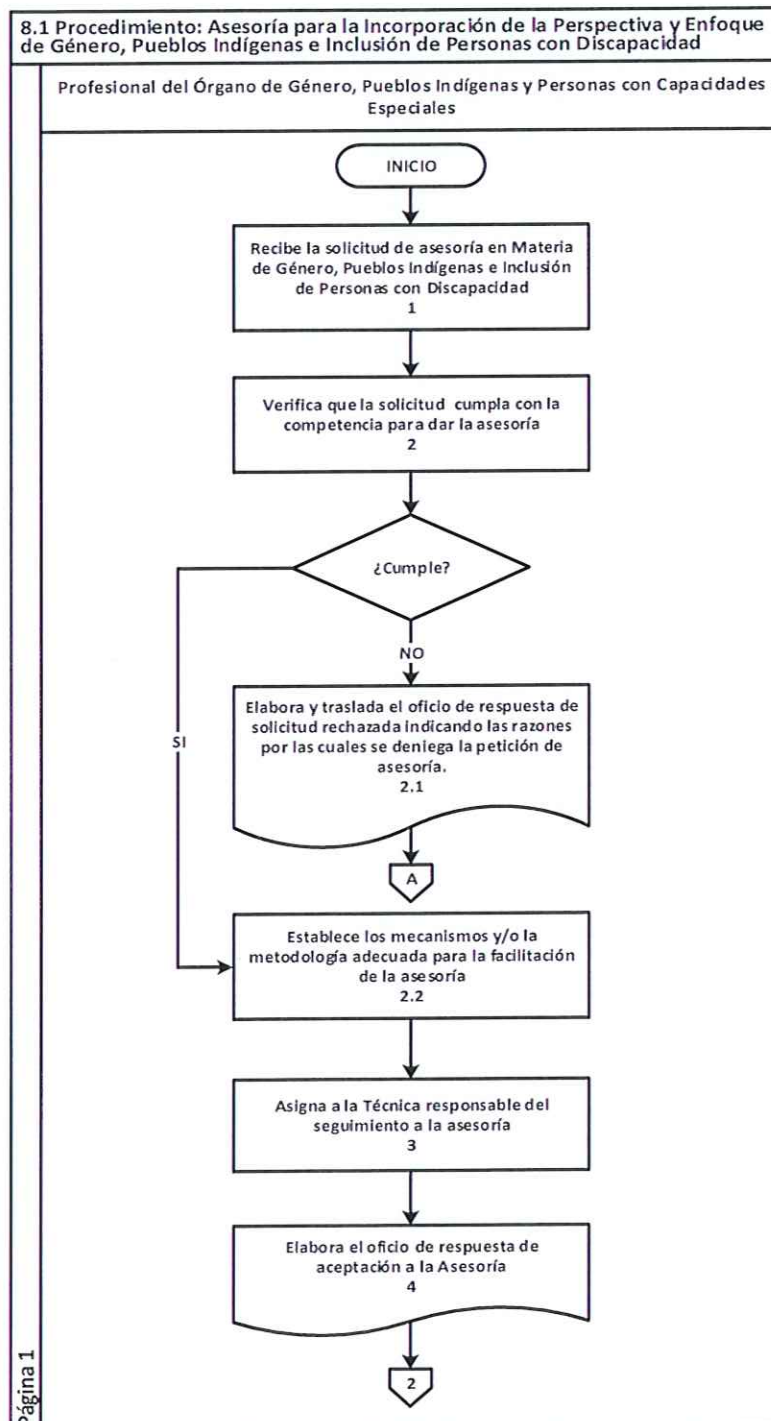 8.1 Procedimiento: Asesoría para la Incorporación de la Perspectiva y Enfoque
de Género, Pueblos Indígenas e Inclusión de Personas con Discapacidad
Profesional del Órgano de Género, Pueblos Indígenas y Personas con Capacidades
Especiales
INICIO
Recibe la solicitud de asesoría en Materia
de Género, Pueblos Indígenas e Inclusión
de Personas con Discapacidad
1
Verifica que la solicitud cumpla con la
competencia para dar la asesoría
2
¿Cumple?
NO
SI
Elabora y traslada el oficio de respuesta de
solicitud rechazada indicando las razones
por las cuales se deniega la petición de
asesoría.
2.1
A
Establece los mecanismos y/o la
metodología adecuada para la facilitación
de la asesoría
2.2
Asigna a la Técnica responsable del
seguimiento a la asesoría
3
Elabora el oficio de respuesta de
aceptación a la Asesoría
4
2
Página 1